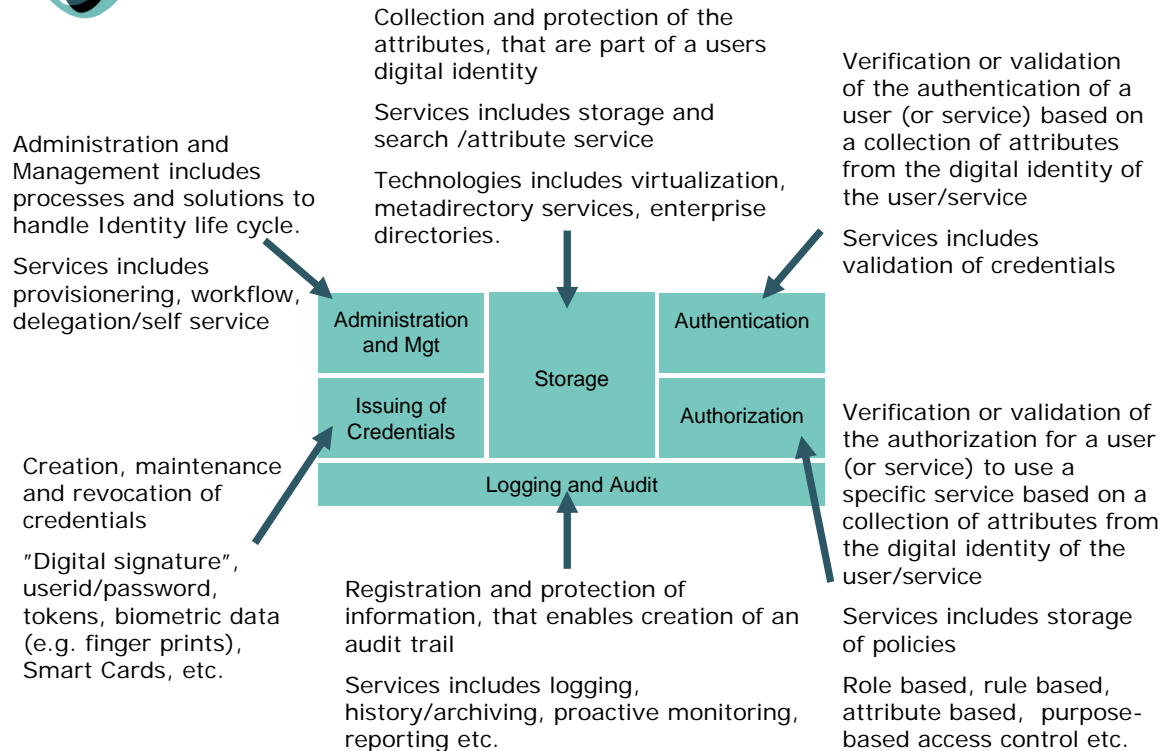 Collection and protection of the
attributes, that are part of a users
digital identity
Services includes storage and
search /attribute service
Technologies includes virtualization,
metadirectory services, enterprise
directories.
Verification or validation
of the authentication of a
user (or service) based on
a collection of attributes
from the digital identity of
the user/service
Services includes
validation of credentials
Administration and
Management includes
processes and solutions to
handle Identity life cycle.
Services includes
provisionering, workflow,
delegation/self service
Administration
and Mgt
Storage
Authentication
Issuing of
Credentials
Authorization
Logging and Audit
Creation, maintenance
and revocation of
credentials
"Digital signature",
userid/password,
tokens, biometric data
(e.g. finger prints),
Smart Cards, etc.
Registration and protection of
information, that enables creation of an
audit trail
Services includes logging,
history/archiving, proactive monitoring,
reporting etc.
Verification or validation of
the authorization for a user
(or service) to use a
specific service based on a
collection of attributes from
the digital identity of the
user/service
Services includes storage
of policies
Role based, rule based,
attribute based, purpose-
based access control etc.